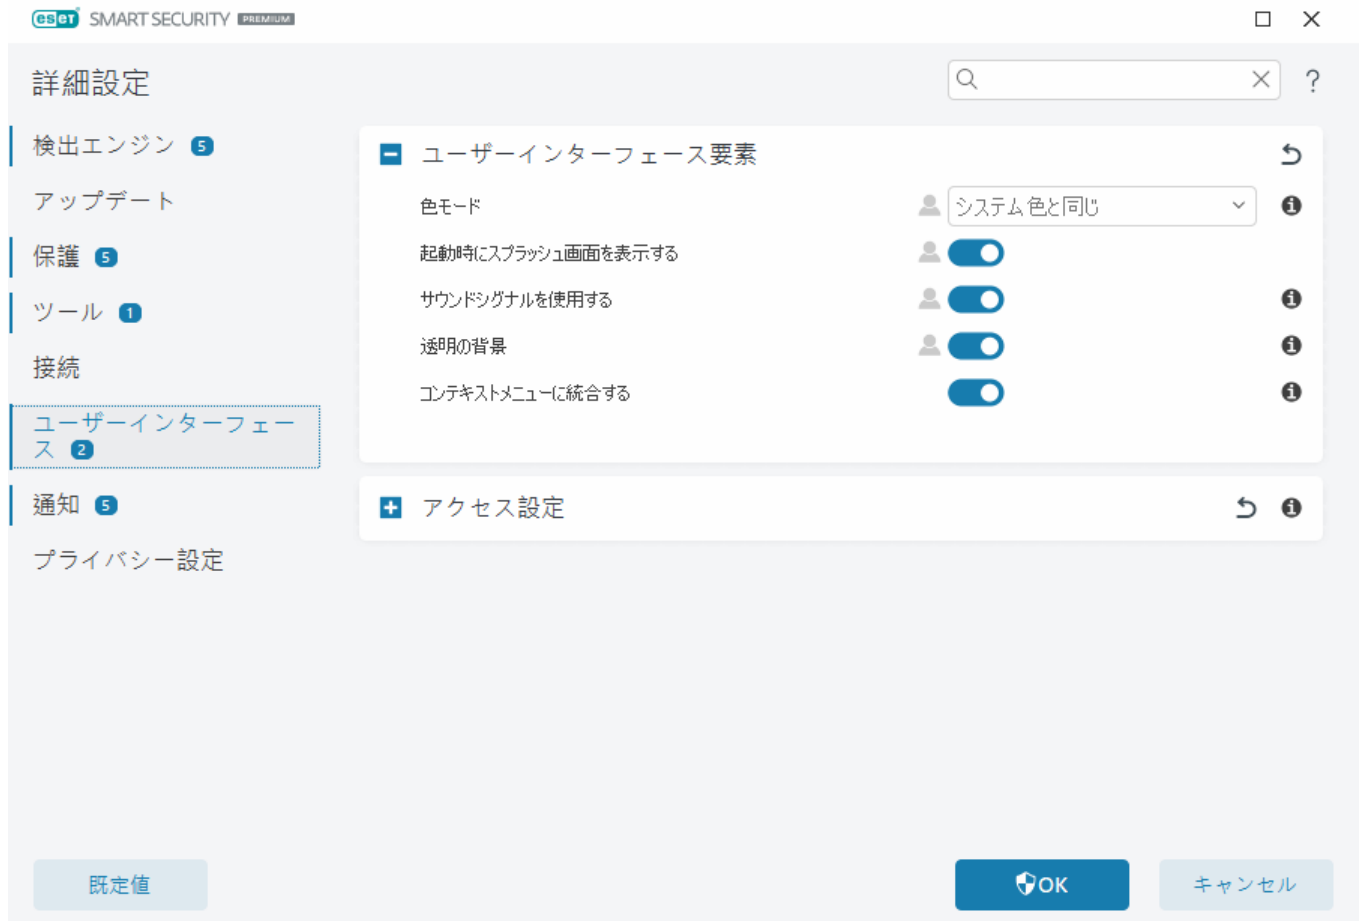 eset SMART SECURITY PREMIUM
詳細設定
?
検出エンジン 5
アップデート
保護 5
ツール 1
接続
ユーザーインターフェー
ス 2
通知 5
プライバシー設定
ユーザーインターフェース要素
色モード
システム色と同じ
起動時にスプラッシュ画面を表示する
サウンドシグナルを使用する
透明の背景
コンテキストメニューに統合する
アクセス設定
既定値
OK
キャンセル